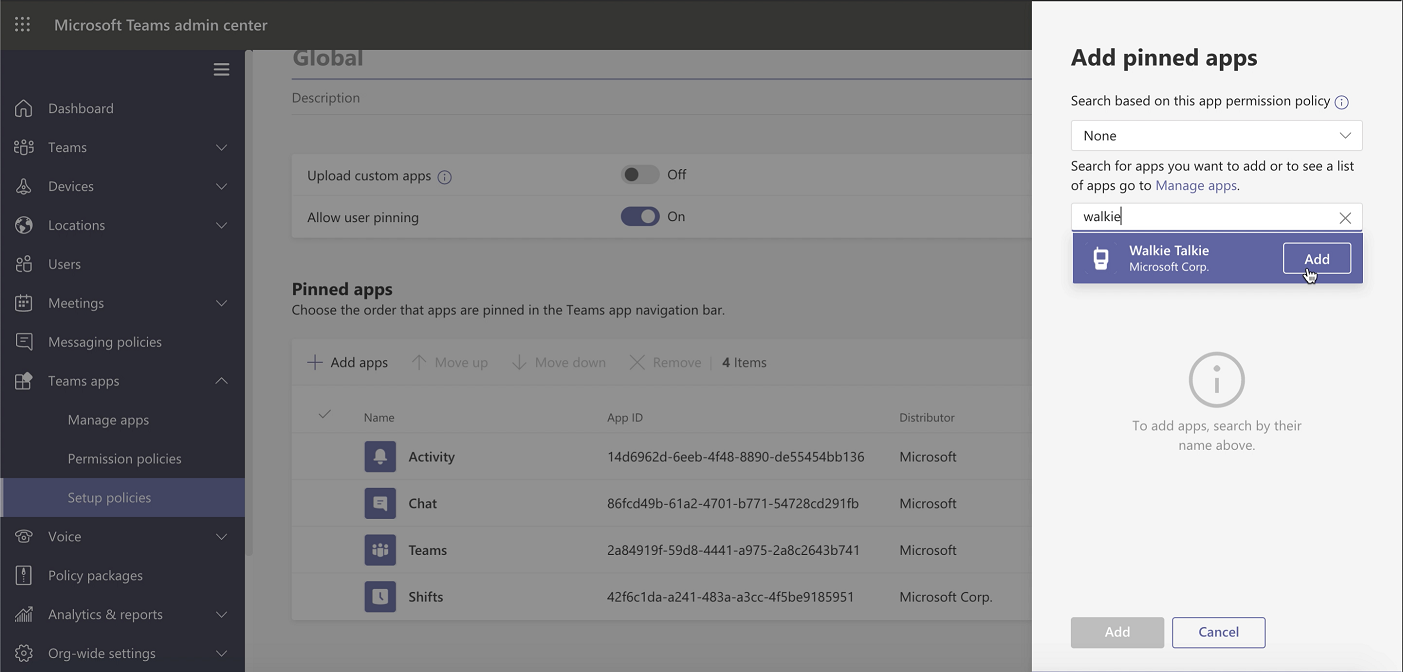 Microsoft Teams admin center
Dashboard
Teams
Devices
Locations
Users
Meetings
Messaging policies
Teams apps
Manage apps
Permission policies
Setup policies
Voice
Policy packages
Analytics & reports
Org-wide settings
Global
Description
Upload custom apps Off
Allow user pinning On
Pinned apps
Choose the order that apps are pinned in the Teams app navigation bar.
Add apps Move up Move down Remove 4 Items
Name App ID Distributor
Activity 14d6962d-6eeb-4f48-8890-de55454bb136 Microsoft
Chat 86fcd49b-61a2-4701-b771-54728cd291fb Microsoft
Teams 2a84919f-59d8-4441-a975-2a8c2643b741 Microsoft
Shifts 42f6c1da-a241-483a-a3cc-4f5be9185951 Microsoft Corp.
Add pinned apps
Search based on this app permission policy
None
Search for apps you want to add or to see a list
of apps go to Manage apps.
walkie
Walkie Talkie
Microsoft Corp.
Add
To add apps, search by their
name above.
Add Cancel